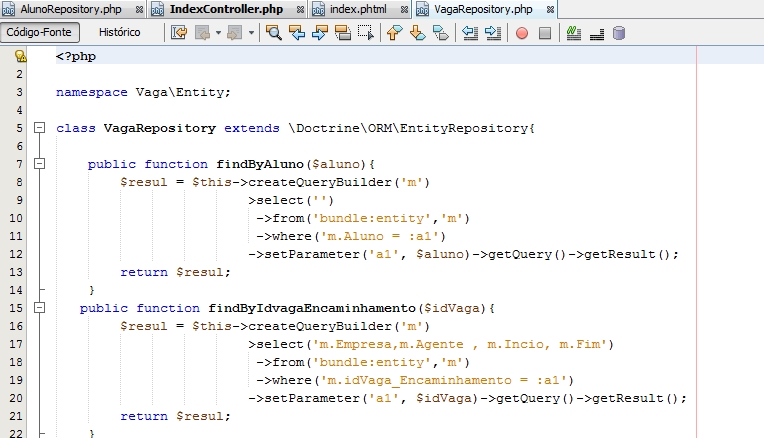 AlunoRepository.php IndexController.php index.phtml VagaRepository.php
Código-Fonte Histórico
<?php
2
3 namespace Vaga\Entity;
4
5 class VagaRepository extends \Doctrine\ORM\EntityRepository{
6
7 public function findByAluno($aluno){
8 $resul = $this->createQueryBuilder('m')
9 >select('')
10 ->from('bundle:entity','m')
11 ->where('m.Aluno = :a1')
12 ->setParameter('a1', $aluno)->getQuery()->getResult();
13 return $resul;
14 }
15 public function findByIdvagaEncaminhamento($idVaga){
16 $resul = $this->createQueryBuilder('m')
17 >select('m.Empresa,m.Agente , m.Incio, m.Fim')
18 ->from('bundle:entity','m')
19 ->where('m.idVaga_Encaminhamento = :a1')
20 ->setParameter('a1', $idVaga)->getQuery()->getResult();
21 return $resul;
22 }